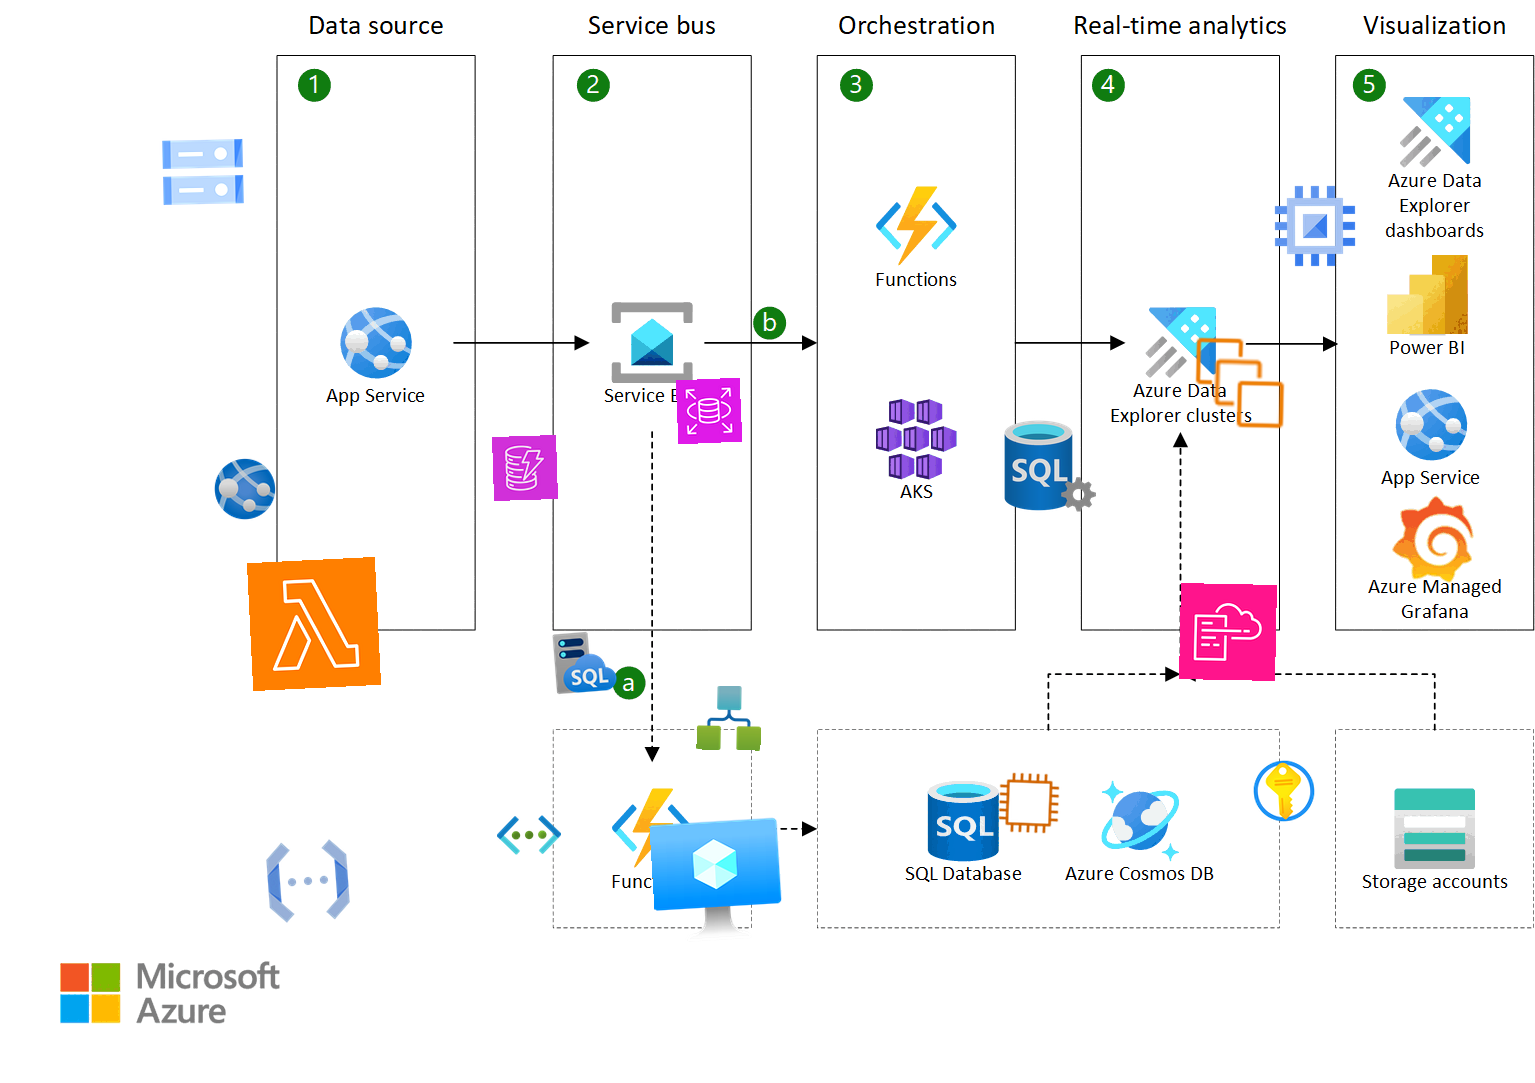 Data source
Service bus
Orchestration
Real-time analytics
Visualization
1
2
3
4
5
Azure Data
Explorer
dashboards
Functions
Power BI
b
App Service
Service
Azure Data
Explorer clusters
App Service
SQL
AKS
Azure Managed
Grafana
SQL
a
SQL
SQL Database
Azure Cosmos DB
Storage accounts
Microsoft
Azure